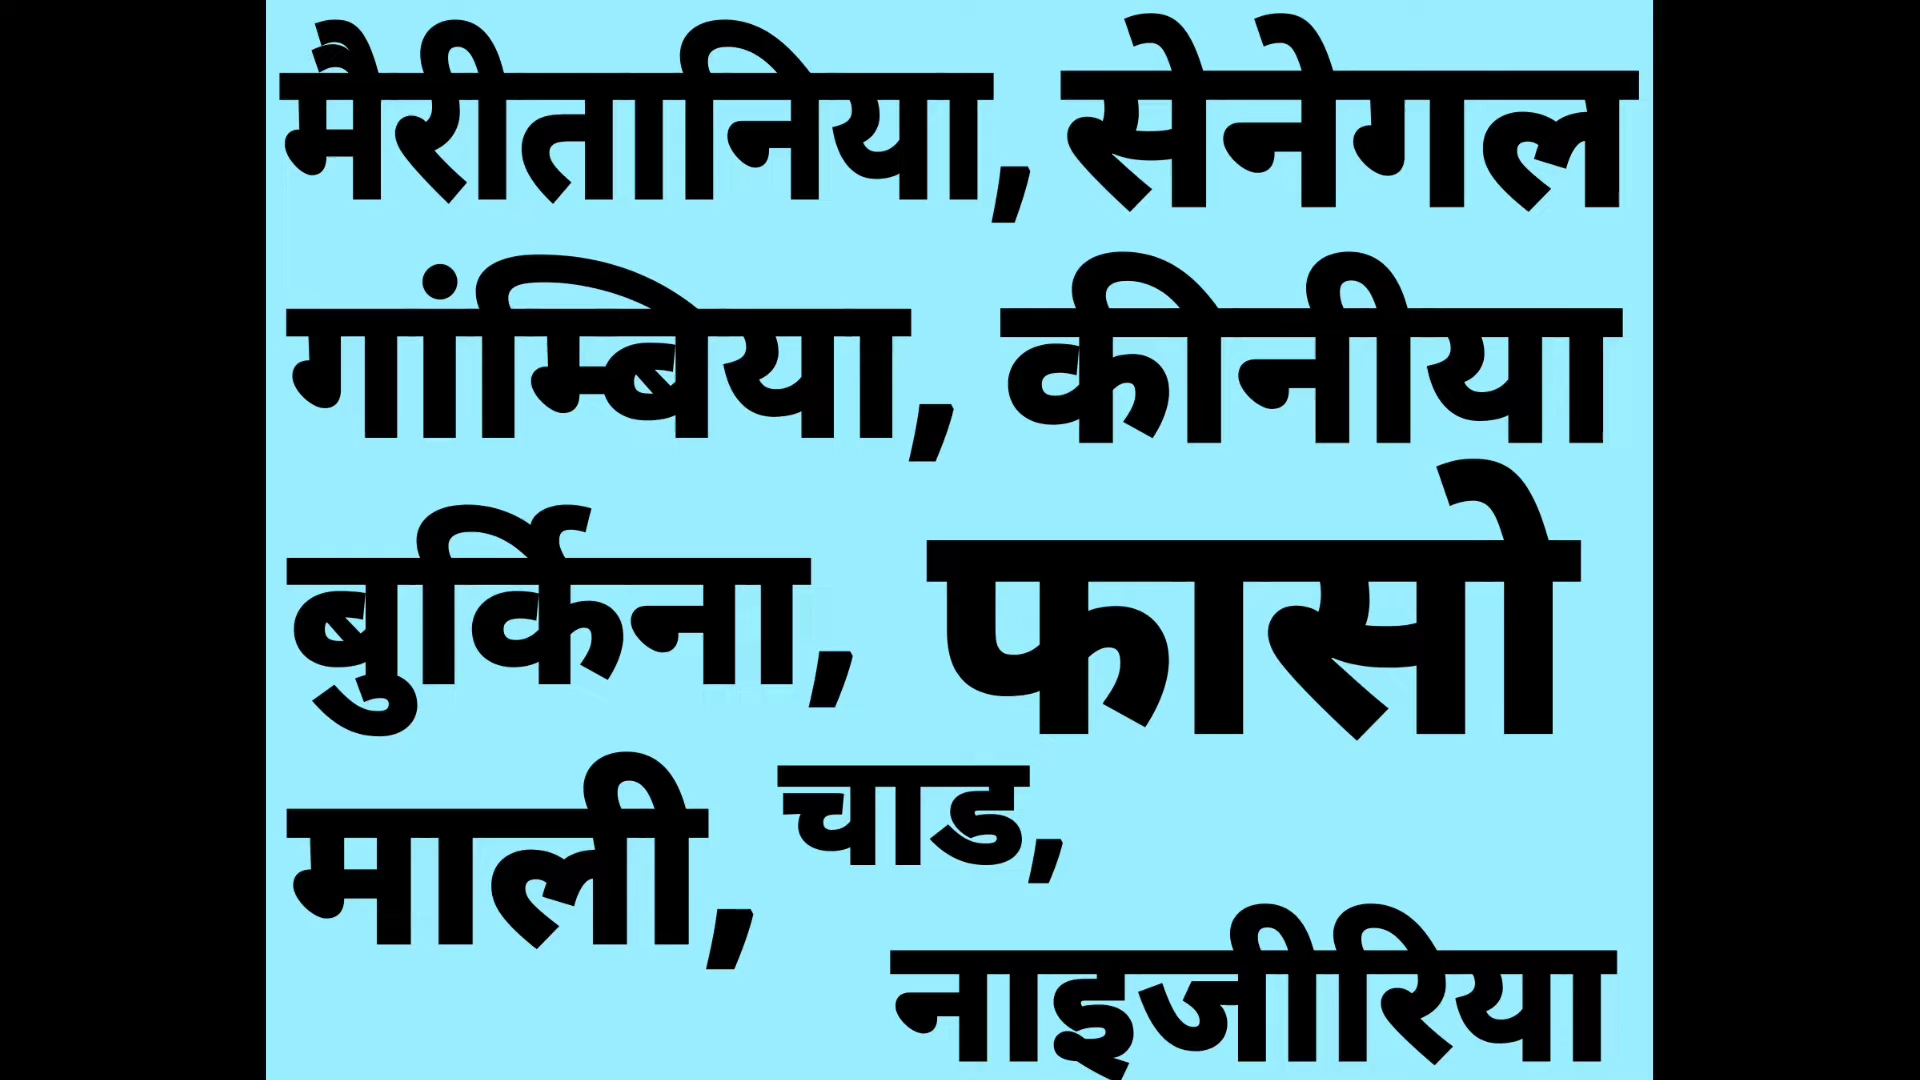 मैरीतानिया, सेनेगल
गांम्बिया, कीनीया
बुर्किना, फासो
माली, चाड,
नाइजीरिया